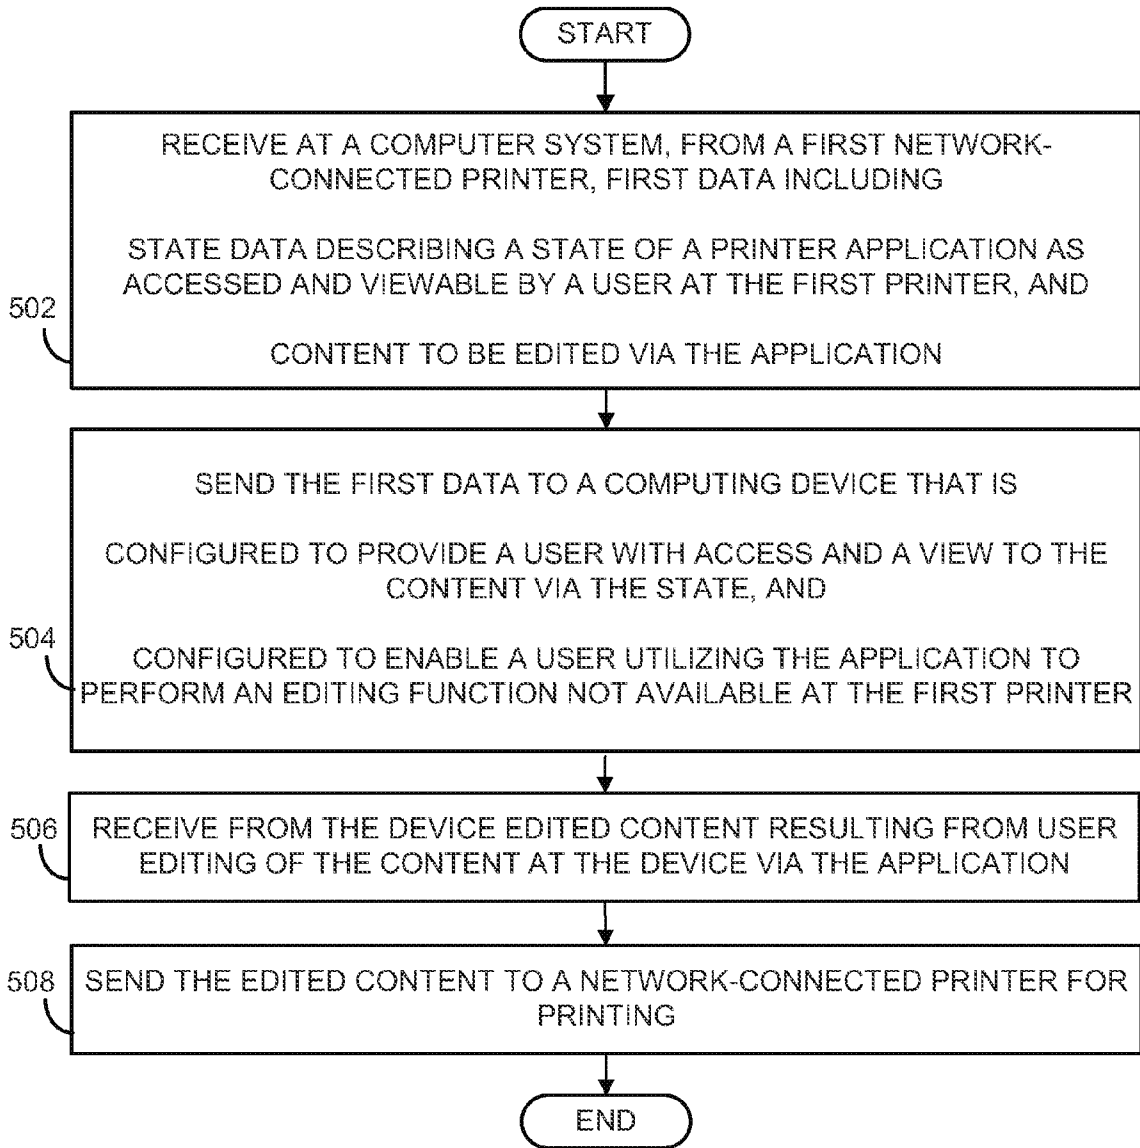 START
RECEIVE AT A COMPUTER SYSTEM, FROM A FIRST NETWORK-
CONNECTED PRINTER, FIRST DATA INCLUDING
STATE DATA DESCRIBING A STATE OF A PRINTER APPLICATION AS
ACCESSED AND VIEWABLE BY A USER AT THE FIRST PRINTER, AND
CONTENT TO BE EDITED VIA THE APPLICATION
502
SEND THE FIRST DATA TO A COMPUTING DEVICE THAT IS
CONFIGURED TO PROVIDE A USER WITH ACCESS AND A VIEW TO THE
CONTENT VIA THE STATE, AND
CONFIGURED TO ENABLE A USER UTILIZING THE APPLICATION TO
PERFORM AN EDITING FUNCTION NOT AVAILABLE AT THE FIRST PRINTER
504
506
RECEIVE FROM THE DEVICE EDITED CONTENT RESULTING FROM USER
EDITING OF THE CONTENT AT THE DEVICE VIA THE APPLICATION
508
SEND THE EDITED CONTENT TO A NETWORK-CONNECTED PRINTER FOR
PRINTING
END